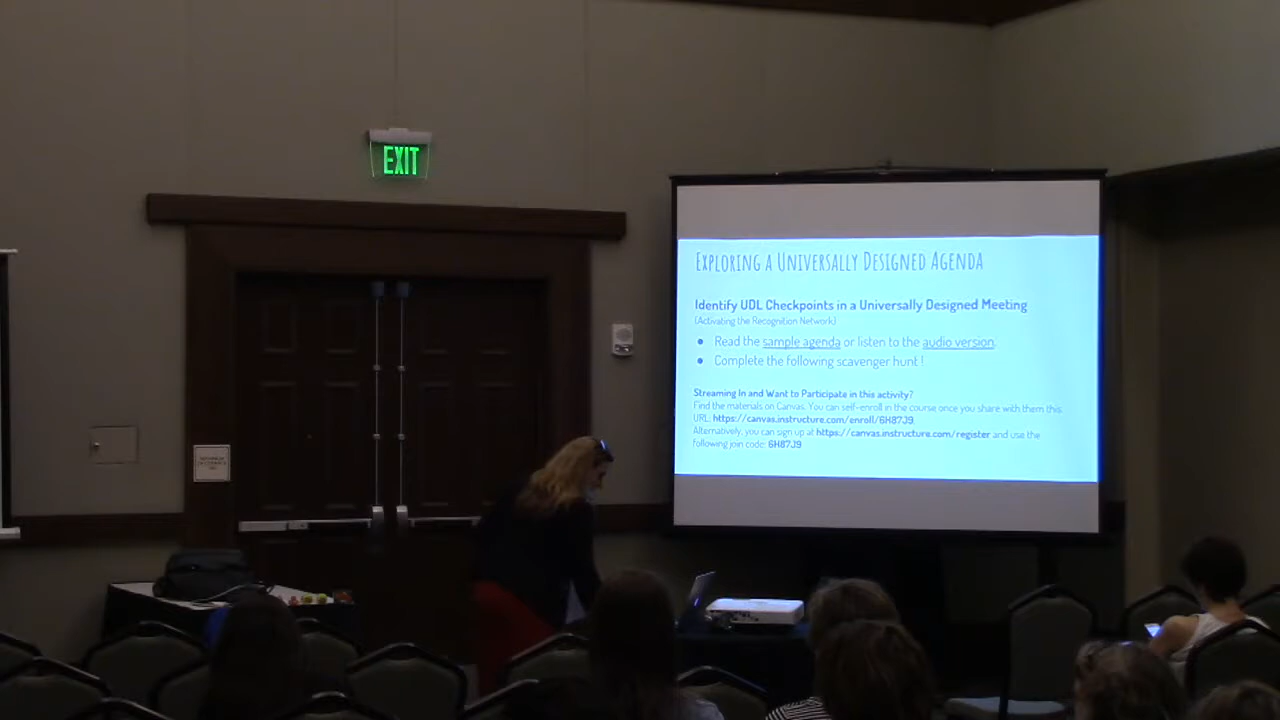 EXIT
EXPLORING A UNIVERSALLY DESIGNED AGENDA
Identify UDL Checkpoints in a Universally Designed Meeting
(Activating the Recognition Network)
● Read the sample agenda or listen to the audio version.
● Complete the following scavenger hunt !
Streaming In and Want to Participate in this activity?
Find the materials on Canvas. You can self-enroll in the course once you share with them this
URL: https://canvas.instructure.com/enroll/6H87J9.
Alternatively, you can sign up at https://canvas.instructure.com/register and use the
following join code: 6H87J9